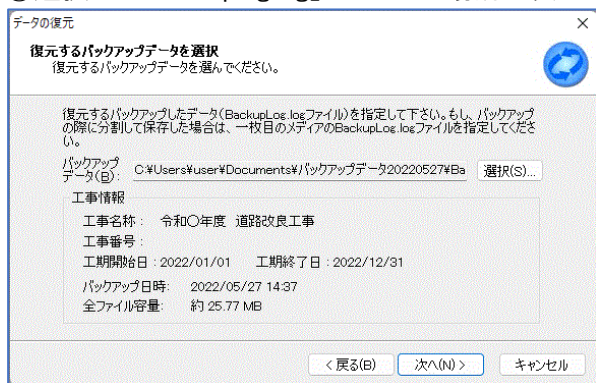 データの復元
復元するバックアップデータを選択
復元するバックアップデータを選んでください。
復元するバックアップしたデータ(BackupLog.logファイル)を指定して下さい。もし、バックアップ
の際に分割して保存した場合は、一枚目のメディアのBackupLog.logファイルを指定してくださ
い。
バックアップ
データ(B): C:¥Users¥user¥Documents¥バックアップデータ20220527¥Ba 選択(S)...
工事情報
工事名称: 令和〇年度 道路改良工事
工事番号:
工期開始日:2022/01/01 工期終了日:2022/12/31
バックアップ日時: 2022/05/27 14:37
全ファイル容量: 約 25.77 MB
<戻る(B) 次へ(N)> キャンセル